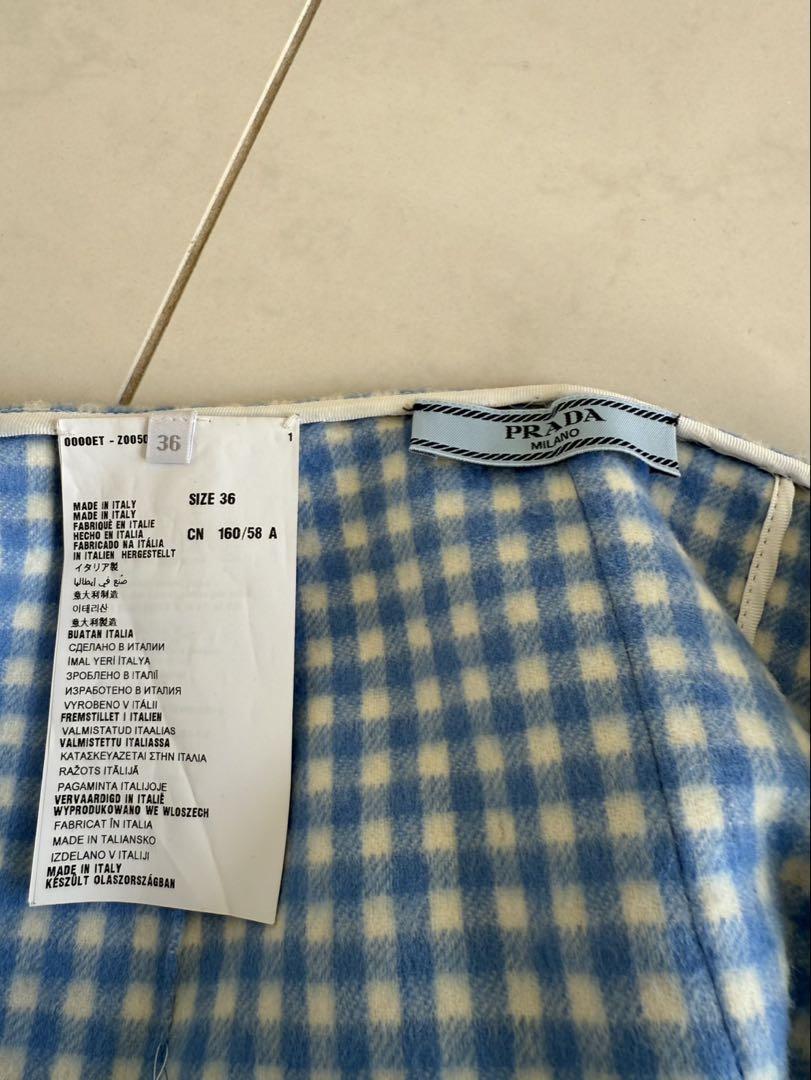 0000ET - Z0050
36
1
MADE IN ITALY
MADE IN ITALY
FABRIQUÉ EN ITALIE
HECHO EN ITALIA
FABRICADO NA ITÁLIA
IN ITALIEN HERGESTELLT
イタリア製
صُنع في إيطاليا
意大利制造
이태리산
意大利製造
BUATAN ITALIA
СДЕЛАНО В ИТАЛИИ
İMAL YERİ İTALYA
ЗРОБЛЕНО В ІТАЛІЇ
ИЗРАБОТЕНО В ИТАЛИЯ
VYROBENO V ITÁLII
FREMSTILLET I ITALIEN
VALMISTATUD ITAALIAS
VALMISTETTU ITALIASSA
ΚΑΤΑΣΚΕΥΑΖΕΤΑΙ ΣΤΗΝ ΙΤΑΛΙΑ
RAŽOTS ITĀLIJĀ
PAGAMINTA ITALIJOJE
VERVAARDIGD IN ITALIË
WYPRODUKOWANO WE WLOSZECH
FABRICAT ÎN ITALIA
MADE IN TALIANSKO
IZDELANO V ITALIJI
MADE IN ITALY
KÉSZÜLT OLASZORSZÁGBAN
SIZE 36
CN 160/58 A
PRADA
MILANO